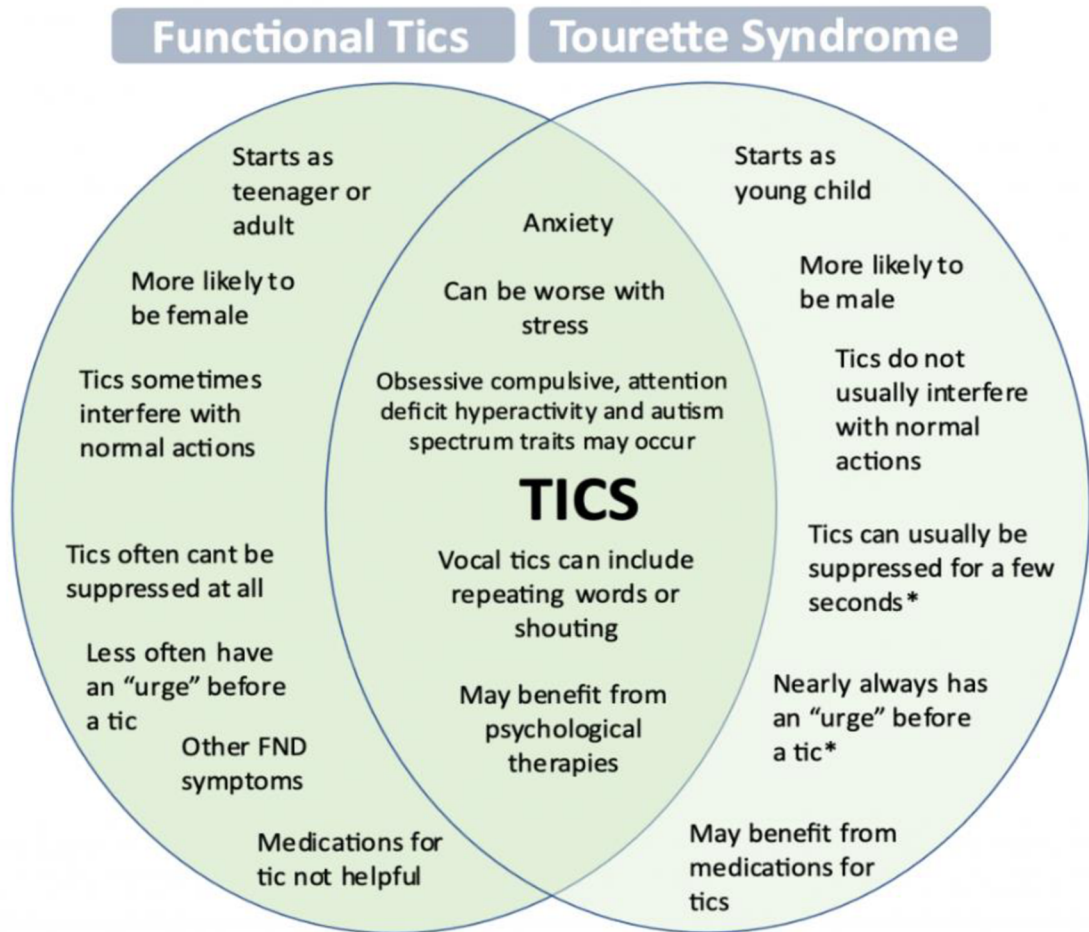 Functional Tics
Tourette Syndrome
Starts as
teenager or
adult
More likely to
be female
Tics sometimes
interfere with
normal actions
Tics often cant be
suppressed at all
Less often have
an “urge” before
a tic
Other FND
symptoms
Medications for
tic not helpful
Anxiety
Can be worse with
stress
Obsessive compulsive, attention
deficit hyperactivity and autism
spectrum traits may occur
TICS
Vocal tics can include
repeating words or
shouting
May benefit from
psychological
therapies
Starts as
young child
More likely to
be male
Tics do not
usually interfere
with normal
actions
Tics can usually be
suppressed for a few
seconds*
Nearly always has
an “urge” before
a tic*
May benefit from
medications for
tics